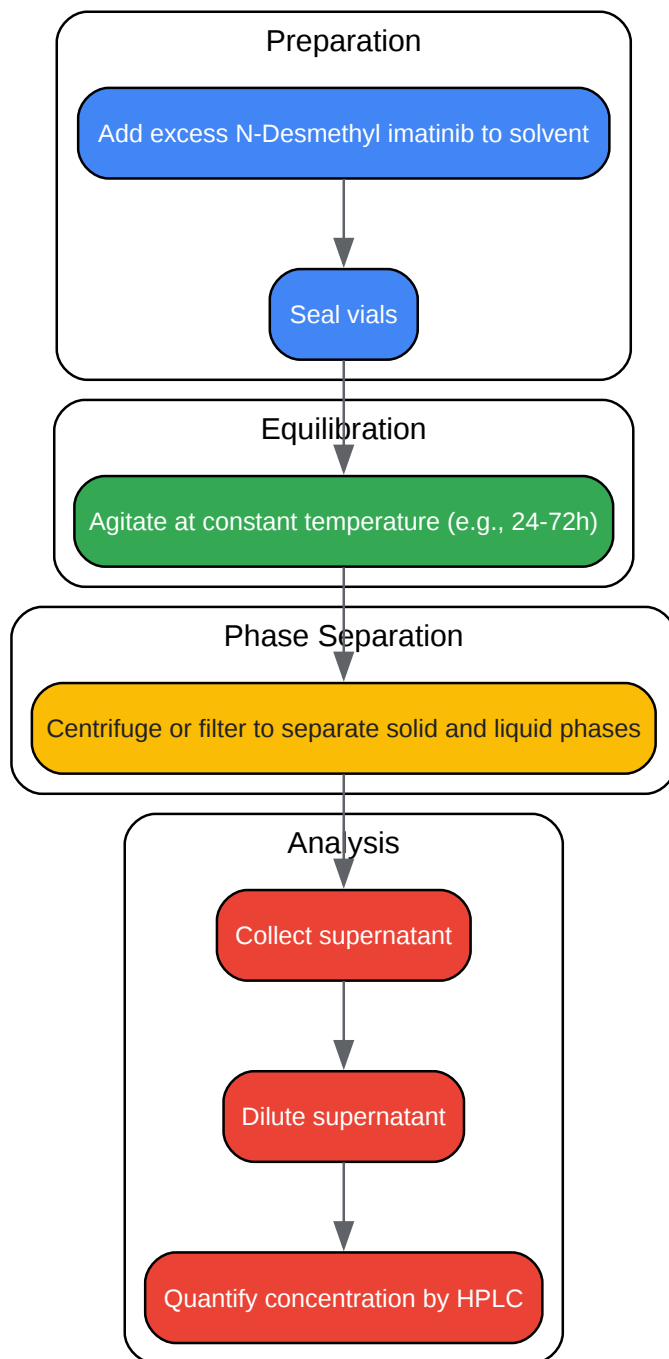 Preparation
Add excess N-Desmethyl imatinib to solvent
Seal vials
Equilibration
Agitate at constant temperature (e.g., 24-72h)
Phase Separation
Centrifuge or filter to separate solid and liquid phases
Analysis
Collect supernatant
Dilute supernatant
Quantify concentration by HPLC